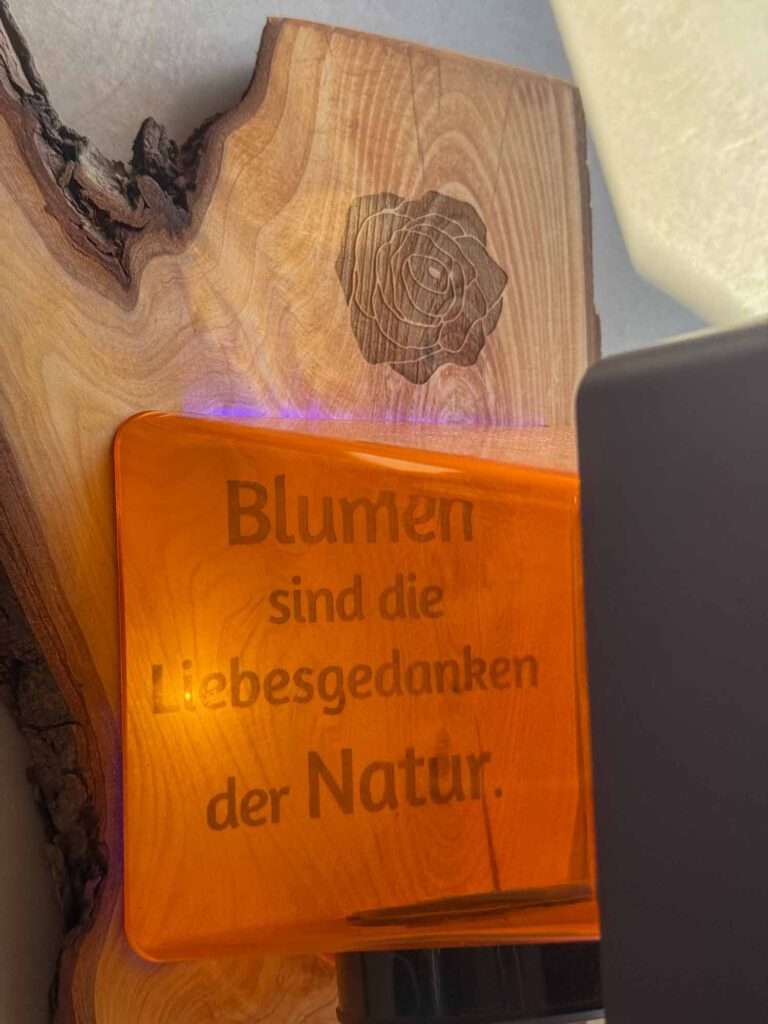 Blumen
sind die
Liebesgedanken
der Natur.